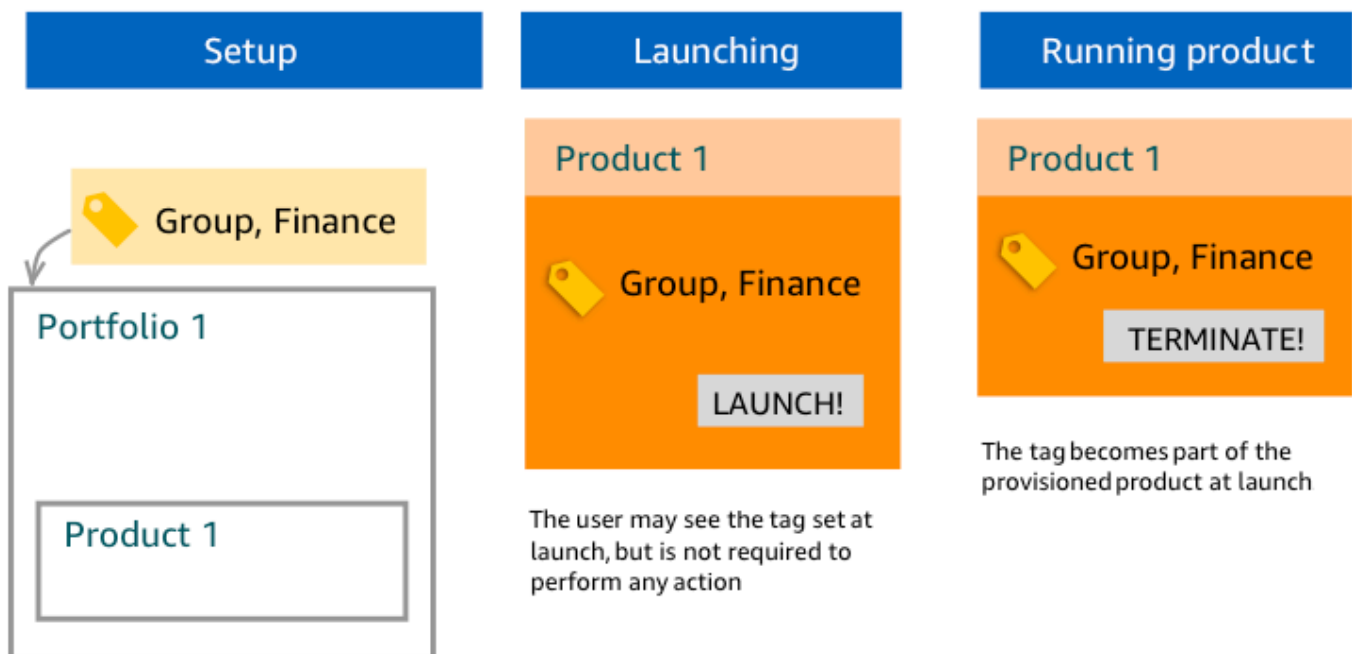 Setup
Group, Finance
Portfolio 1
Product 1
Launching
Product 1
Group, Finance
LAUNCH!
The user may see the tag set at
launch, but is not required to
perform any action
Running product
Product 1
Group, Finance
TERMINATE!
The tag becomes part of the
provisioned product at launch